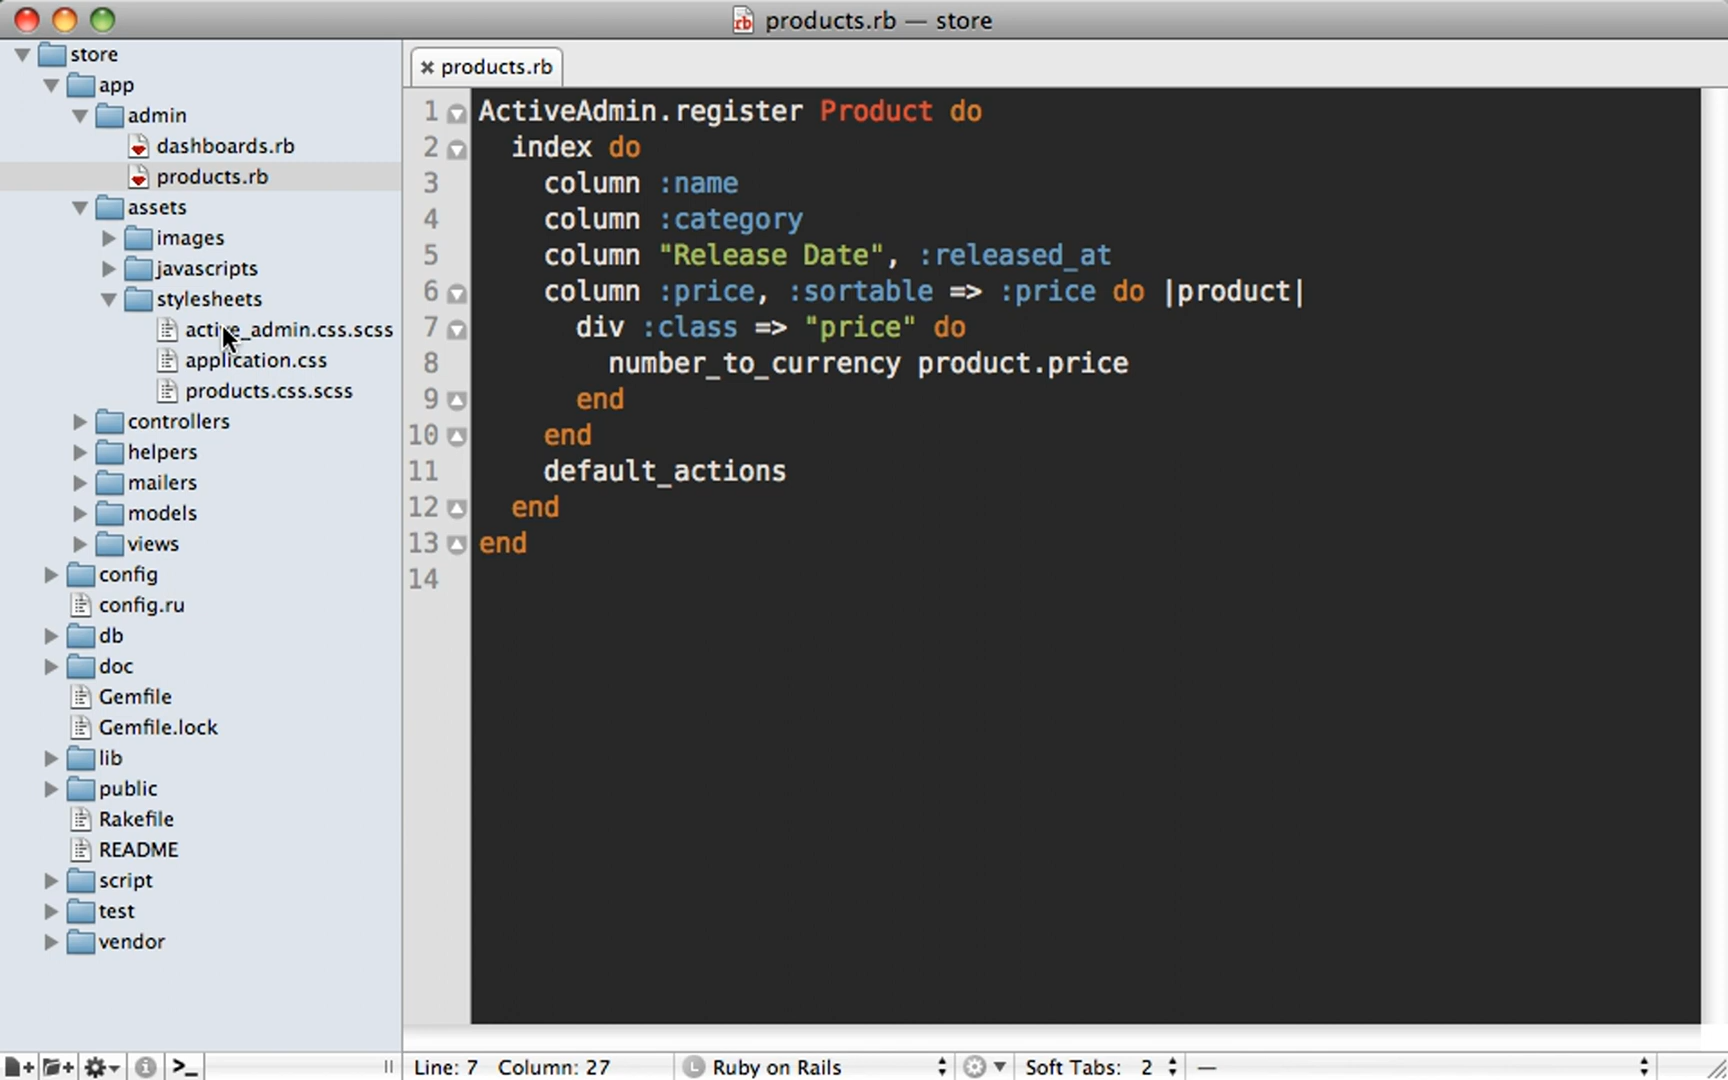 products.rb — store
store
app
admin
dashboards.rb
products.rb
assets
images
javascripts
stylesheets
active_admin.css.scss
application.css
products.css.scss
controllers
helpers
mailers
models
views
config
config.ru
db
doc
Gemfile
Gemfile.lock
lib
public
Rakefile
README
script
test
vendor
products.rb
1 ActiveAdmin.register Product do
2 index do
3 column :name
4 column :category
5 column "Release Date", :released_at
6 column :price, :sortable => :price do |product|
7 div :class => "price" do
8 number_to_currency product.price
9 end
10 end
11 default_actions
12 end
13 end
14
Line: 7 Column: 27 L Ruby on Rails Soft Tabs: 2 —